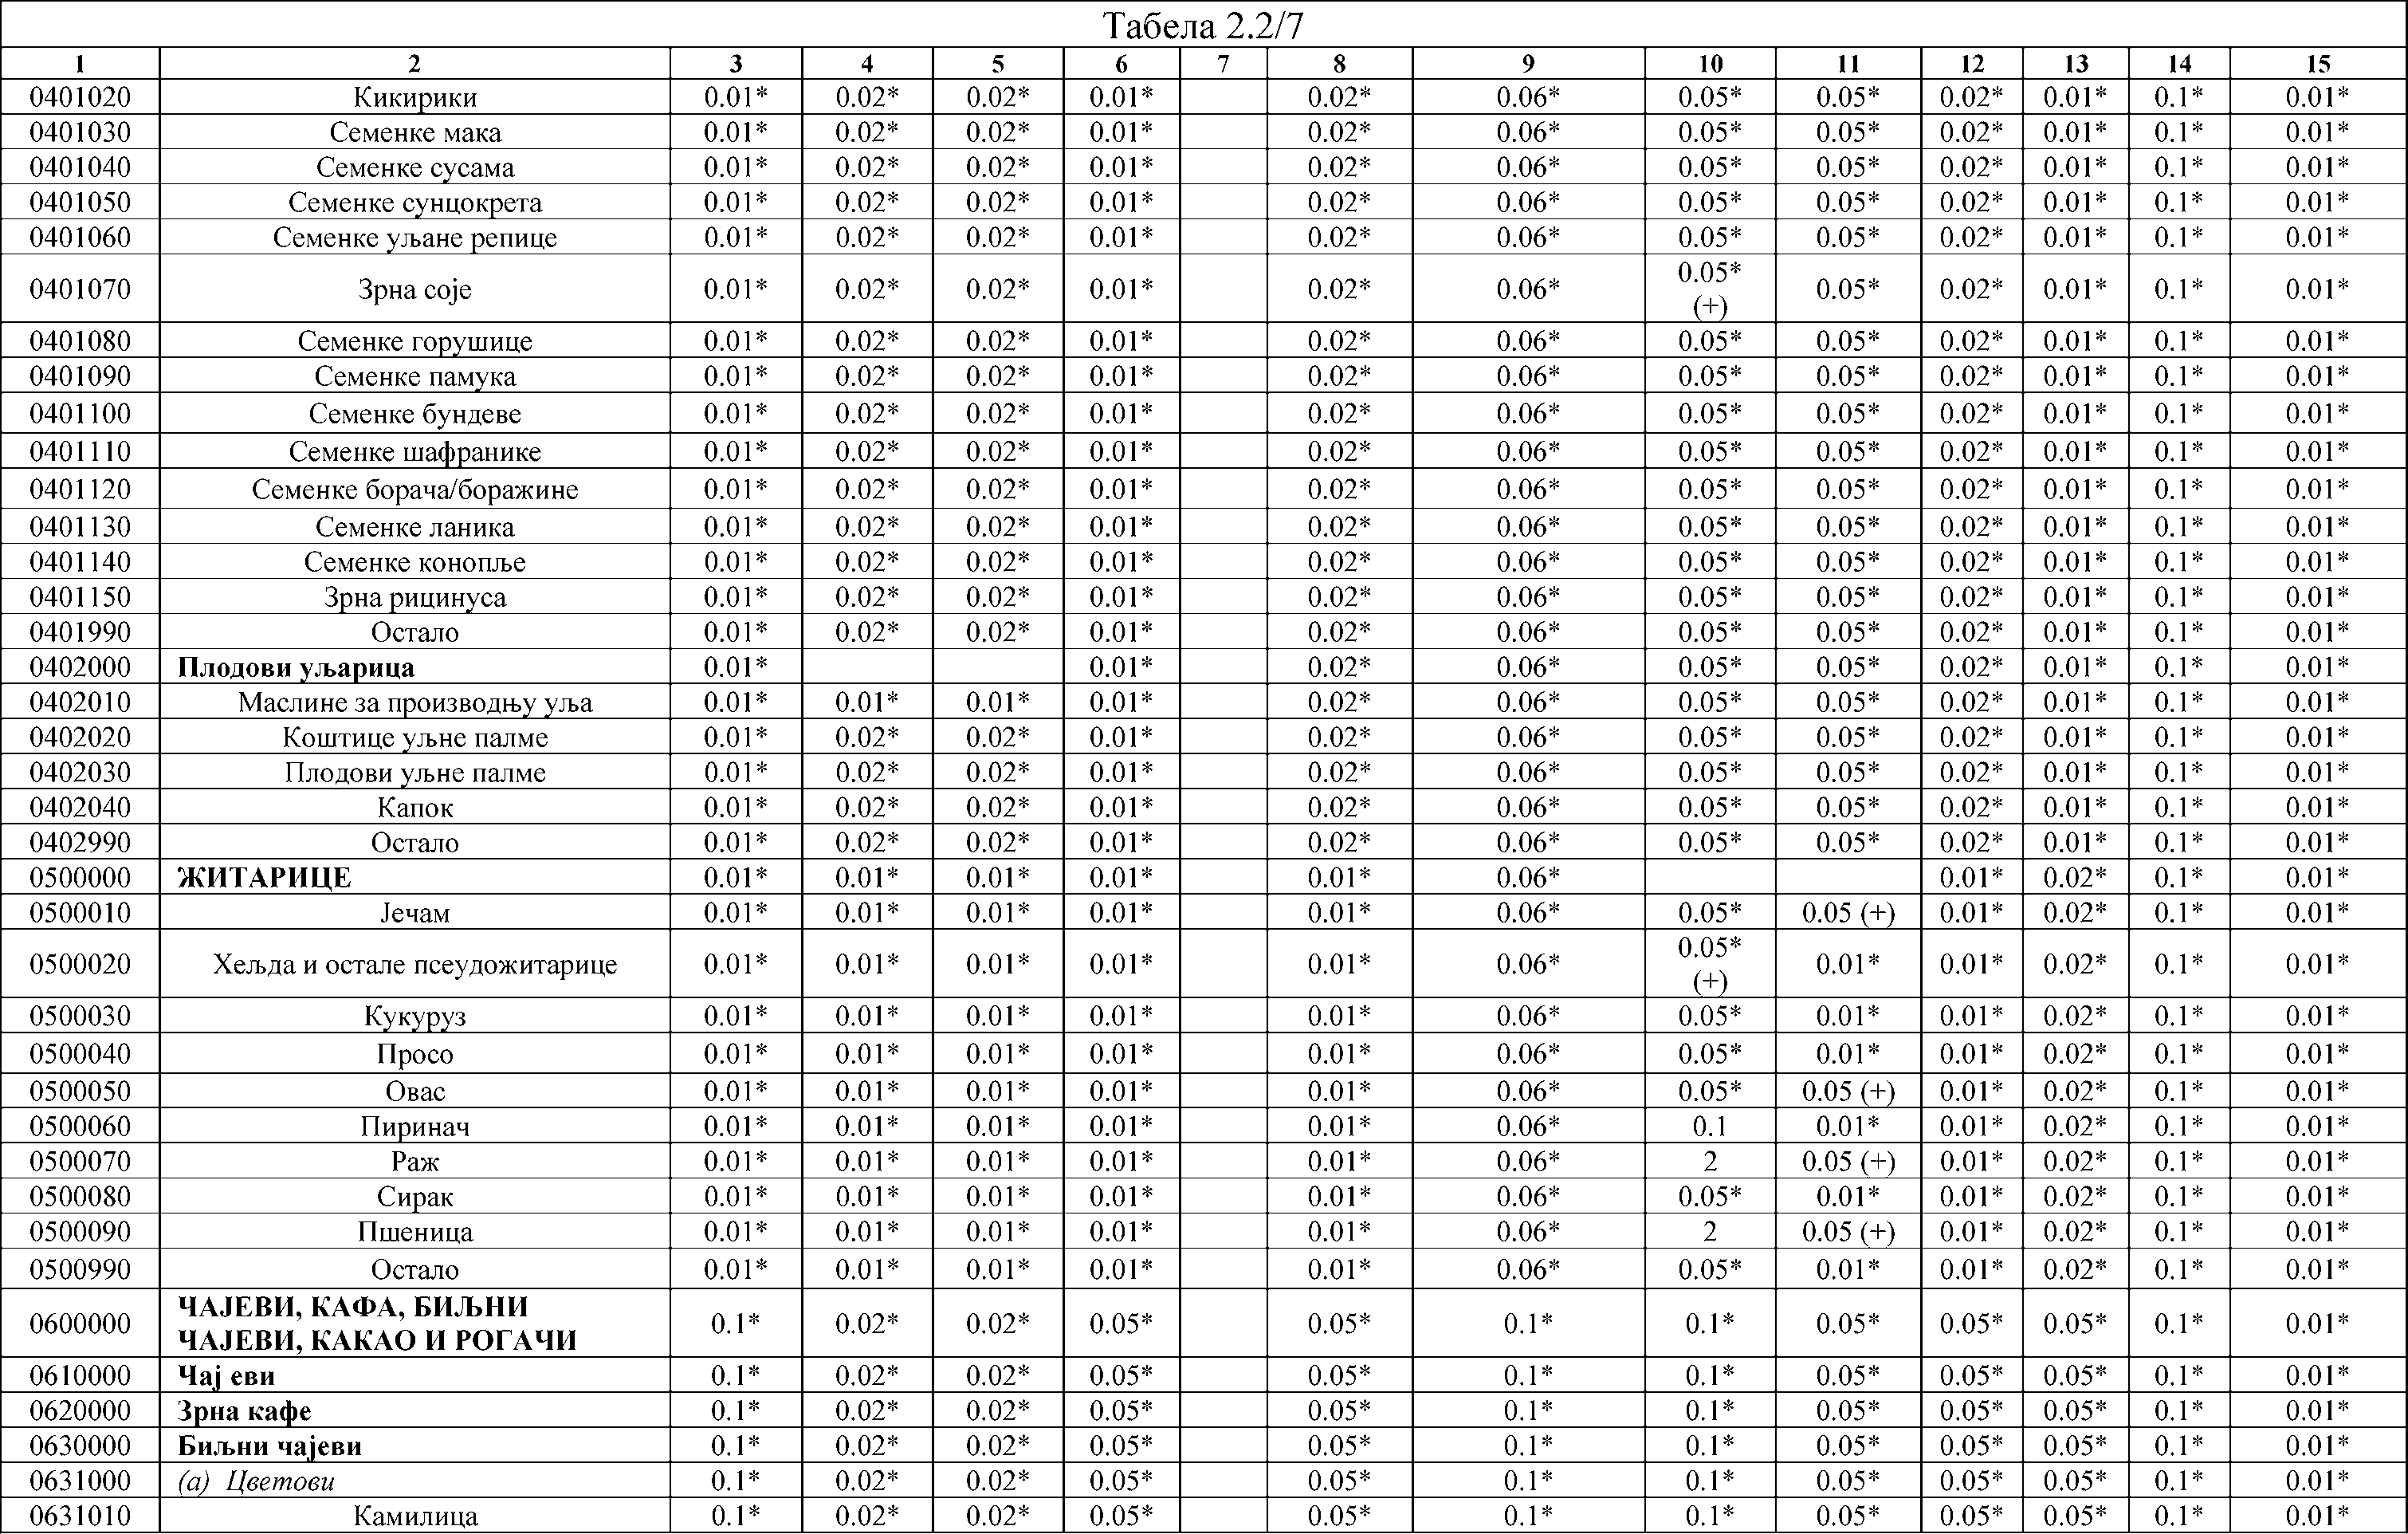 Табела 2.2/7
1 2 3 4 5 6 7 8 9 10 11 12 13 14 15
0401020 Кикирики 0.01* 0.02* 0.02* 0.01* 0.02* 0.06* 0.05* 0.05* 0.02* 0.01* 0.1* 0.01*
0401030 Семенке мака 0.01* 0.02* 0.02* 0.01* 0.02* 0.06* 0.05* 0.05* 0.02* 0.01* 0.1* 0.01*
0401040 Семенке сусама 0.01* 0.02* 0.02* 0.01* 0.02* 0.06* 0.05* 0.05* 0.02* 0.01* 0.1* 0.01*
0401050 Семенке сунцокрета 0.01* 0.02* 0.02* 0.01* 0.02* 0.06* 0.05* 0.05* 0.02* 0.01* 0.1* 0.01*
0401060 Семенке уљане репице 0.01* 0.02* 0.02* 0.01* 0.02* 0.06* 0.05* 0.05* 0.02* 0.01* 0.1* 0.01*
0401070 Зрна соје 0.01* 0.02* 0.02* 0.01* 0.02* 0.06* 0.05* (+) 0.05* 0.02* 0.01* 0.1* 0.01*
0401080 Семенке горушице 0.01* 0.02* 0.02* 0.01* 0.02* 0.06* 0.05* 0.05* 0.02* 0.01* 0.1* 0.01*
0401090 Семенке памука 0.01* 0.02* 0.02* 0.01* 0.02* 0.06* 0.05* 0.05* 0.02* 0.01* 0.1* 0.01*
0401100 Семенке бундеве 0.01* 0.02* 0.02* 0.01* 0.02* 0.06* 0.05* 0.05* 0.02* 0.01* 0.1* 0.01*
0401110 Семенке шафранике 0.01* 0.02* 0.02* 0.01* 0.02* 0.06* 0.05* 0.05* 0.02* 0.01* 0.1* 0.01*
0401120 Семенке борача/боражине 0.01* 0.02* 0.02* 0.01* 0.02* 0.06* 0.05* 0.05* 0.02* 0.01* 0.1* 0.01*
0401130 Семенке ланика 0.01* 0.02* 0.02* 0.01* 0.02* 0.06* 0.05* 0.05* 0.02* 0.01* 0.1* 0.01*
0401140 Семенке конопље 0.01* 0.02* 0.02* 0.01* 0.02* 0.06* 0.05* 0.05* 0.02* 0.01* 0.1* 0.01*
0401150 Зрна рицинуса 0.01* 0.02* 0.02* 0.01* 0.02* 0.06* 0.05* 0.05* 0.02* 0.01* 0.1* 0.01*
0401990 Остало 0.01* 0.02* 0.02* 0.01* 0.02* 0.06* 0.05* 0.05* 0.02* 0.01* 0.1* 0.01*
0402000 Плодови уљарица 0.01* 0.01* 0.02* 0.06* 0.05* 0.05* 0.02* 0.01* 0.1* 0.01*
0402010 Маслине за производњу уља 0.01* 0.01* 0.01* 0.01* 0.02* 0.06* 0.05* 0.05* 0.02* 0.01* 0.1* 0.01*
0402020 Коштице уљне палме 0.01* 0.02* 0.02* 0.01* 0.02* 0.06* 0.05* 0.05* 0.02* 0.01* 0.1* 0.01*
0402030 Плодови уљне палме 0.01* 0.02* 0.02* 0.01* 0.02* 0.06* 0.05* 0.05* 0.02* 0.01* 0.1* 0.01*
0402040 Капок 0.01* 0.02* 0.02* 0.01* 0.02* 0.06* 0.05* 0.05* 0.02* 0.01* 0.1* 0.01*
0402990 Остало 0.01* 0.02* 0.02* 0.01* 0.02* 0.06* 0.05* 0.05* 0.02* 0.01* 0.1* 0.01*
0500000 ЖИТАРИЦЕ 0.01* 0.01* 0.01* 0.01* 0.01* 0.06* 0.01* 0.02* 0.1* 0.01*
0500010 Јечам 0.01* 0.01* 0.01* 0.01* 0.01* 0.06* 0.05* 0.05 (+) 0.01* 0.02* 0.1* 0.01*
0500020 Хељда и остале псеудожитарице 0.01* 0.01* 0.01* 0.01* 0.01* 0.06* 0.05* (+) 0.01* 0.01* 0.02* 0.1* 0.01*
0500030 Кукуруз 0.01* 0.01* 0.01* 0.01* 0.01* 0.06* 0.05* 0.01* 0.01* 0.02* 0.1* 0.01*
0500040 Просо 0.01* 0.01* 0.01* 0.01* 0.01* 0.06* 0.05* 0.01* 0.01* 0.02* 0.1* 0.01*
0500050 Овас 0.01* 0.01* 0.01* 0.01* 0.01* 0.06* 0.05* 0.05 (+) 0.01* 0.02* 0.1* 0.01*
0500060 Пиринач 0.01* 0.01* 0.01* 0.01* 0.01* 0.06* 0.1 0.01* 0.01* 0.02* 0.1* 0.01*
0500070 Раж 0.01* 0.01* 0.01* 0.01* 0.01* 0.06* 2 0.05 (+) 0.01* 0.02* 0.1* 0.01*
0500080 Сирак 0.01* 0.01* 0.01* 0.01* 0.01* 0.06* 0.05* 0.01* 0.01* 0.02* 0.1* 0.01*
0500090 Пшеница 0.01* 0.01* 0.01* 0.01* 0.01* 0.06* 2 0.05 (+) 0.01* 0.02* 0.1* 0.01*
0500990 Остало 0.01* 0.01* 0.01* 0.01* 0.01* 0.06* 0.05* 0.01* 0.01* 0.02* 0.1* 0.01*
0600000 ЧАЈЕВИ, КАФА, БИЉНИ
ЧАЈЕВИ, КАКАО И РОГАЧИ 0.1* 0.02* 0.02* 0.05* 0.05* 0.1* 0.1* 0.05* 0.05* 0.05* 0.1* 0.01*
0610000 Чај еви 0.1* 0.02* 0.02* 0.05* 0.05* 0.1* 0.1* 0.05* 0.05* 0.05* 0.1* 0.01*
0620000 Зрна кафе 0.1* 0.02* 0.02* 0.05* 0.05* 0.1* 0.1* 0.05* 0.05* 0.05* 0.1* 0.01*
0630000 Биљни чајеви 0.1* 0.02* 0.02* 0.05* 0.05* 0.1* 0.1* 0.05* 0.05* 0.05* 0.1* 0.01*
0631000 (а) Цветови 0.1* 0.02* 0.02* 0.05* 0.05* 0.1* 0.1* 0.05* 0.05* 0.05* 0.1* 0.01*
0631010 Камилица 0.1* 0.02* 0.02* 0.05* 0.05* 0.1* 0.1* 0.05* 0.05* 0.05* 0.1* 0.01*